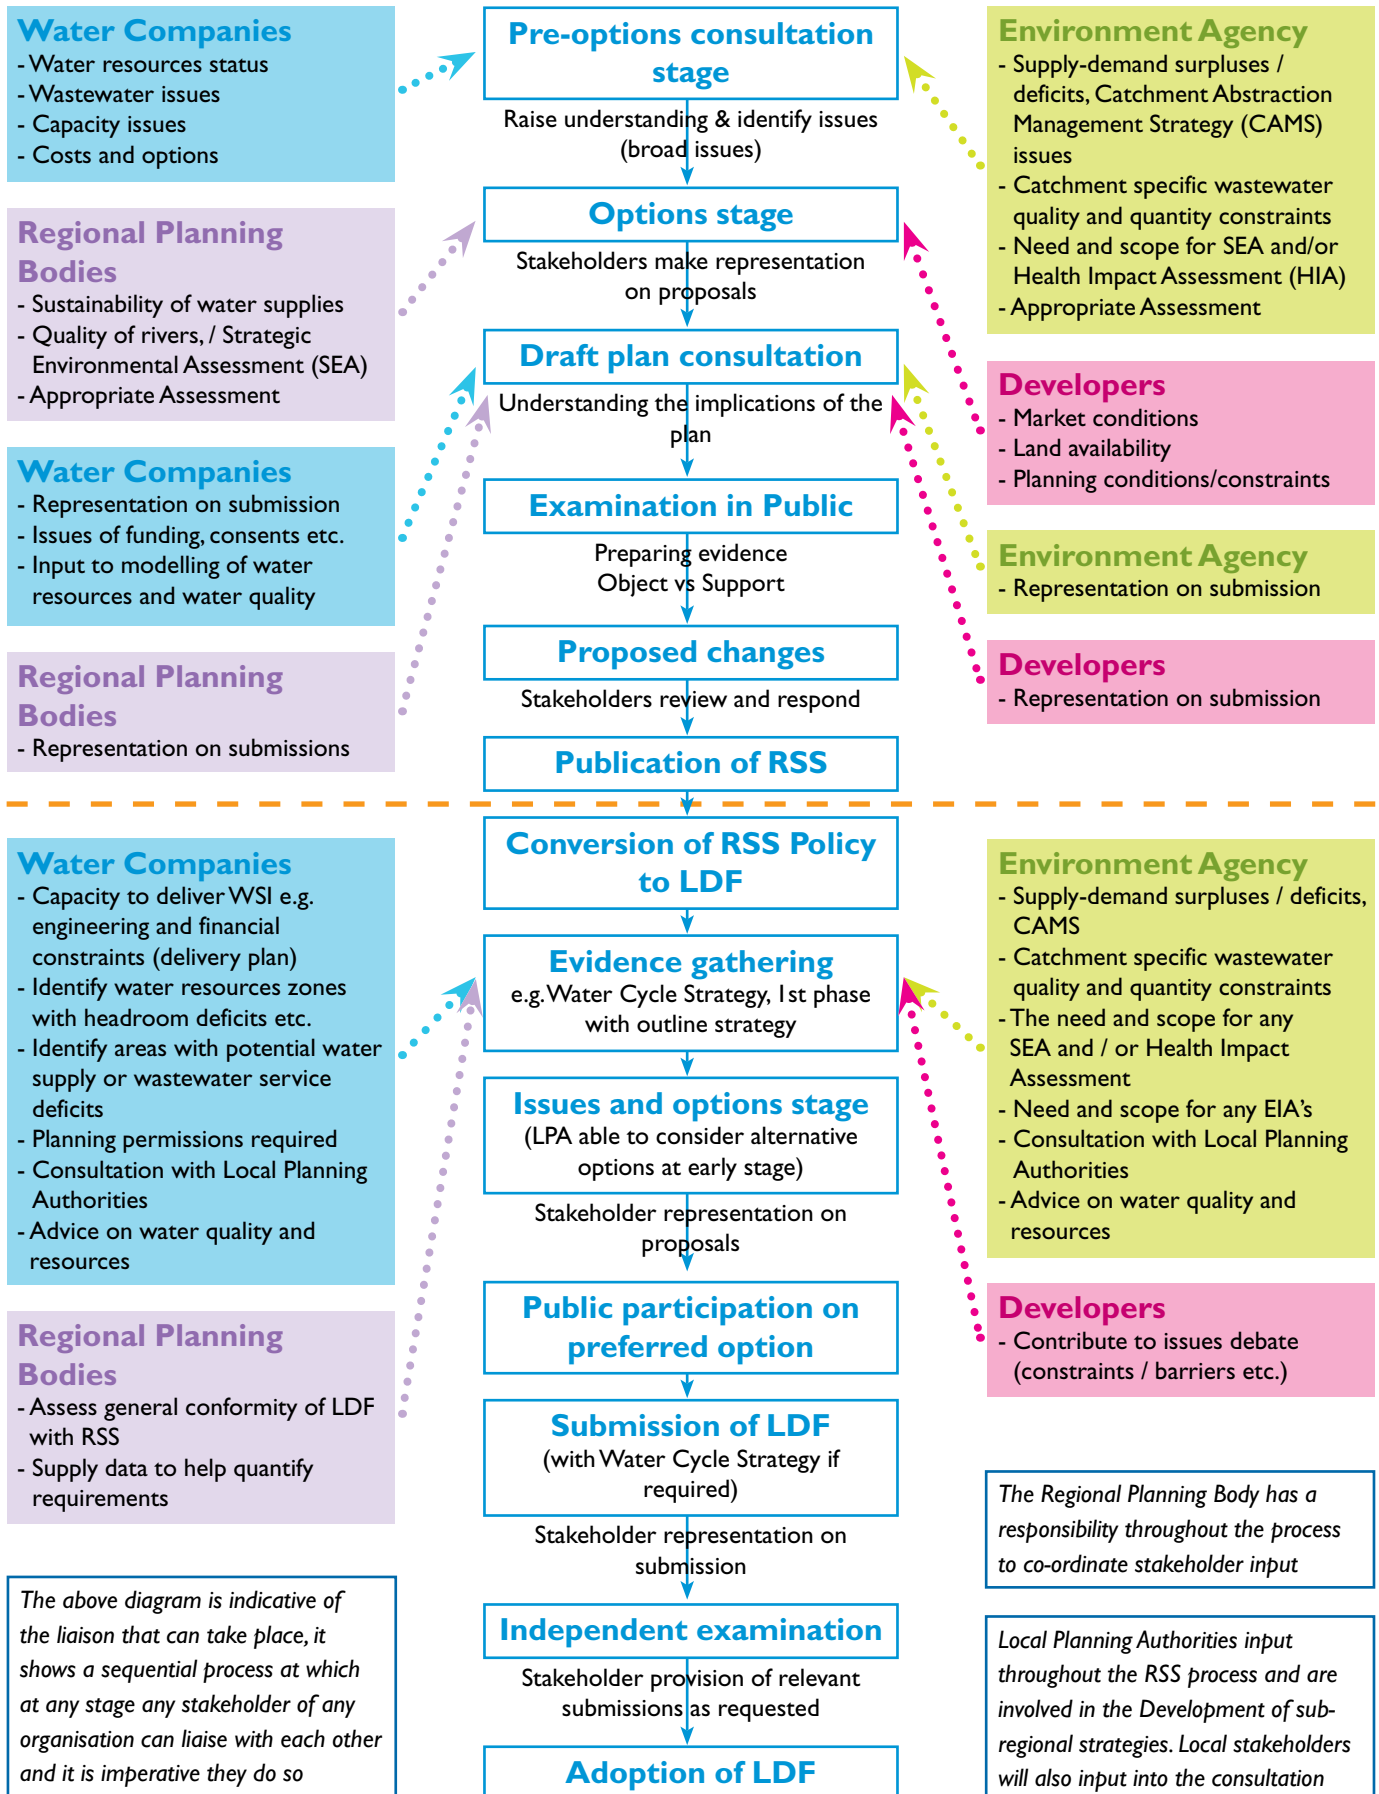 Water Companies
- Water resources status
- Wastewater issues
- Capacity issues
- Costs and options
Regional Planning
Bodies
- Sustainability of water supplies
- Quality of rivers, / Strategic
Environmental Assessment (SEA)
- Appropriate Assessment
Water Companies
- Representation on submission
- Issues of funding, consents etc.
- Input to modelling of water
resources and water quality
Regional Planning
Bodies
- Representation on submissions
Pre-options consultation
stage
Raise understanding & identify issues
(broad issues)
Options stage
Stakeholders make representation
on proposals
Draft plan consultation
Understanding the implications of the
plan
Examination in Public
Preparing evidence
Object vs Support
Proposed changes
Stakeholders review and respond
Publication of RSS
Environment Agency
- Supply-demand surpluses /
deficits, Catchment Abstraction
Management Strategy (CAMS)
issues
- Catchment specific wastewater
quality and quantity constraints
- Need and scope for SEA and/or
Health Impact Assessment (HIA)
- Appropriate Assessment
Developers
- Market conditions
- Land availability
- Planning conditions/constraints
Environment Agency
- Representation on submission
Developers
- Representation on submission
Water Companies
- Capacity to deliver WSI e.g.
engineering and financial
constraints (delivery plan)
- Identify water resources zones
with headroom deficits etc.
- Identify areas with potential water
supply or wastewater service
deficits
- Planning permissions required
- Consultation with Local Planning
Authorities
- Advice on water quality and
resources
Regional Planning
Bodies
- Assess general conformity of LDF
with RSS
- Supply data to help quantify
requirements
The above diagram is indicative of
the liaison that can take place, it
shows a sequential process at which
at any stage any stakeholder of any
organisation can liaise with each other
and it is imperative they do so
Conversion of RSS Policy
to LDF
Evidence gathering
e.g. Water Cycle Strategy, 1st phase
with outline strategy
Issues and options stage
(LPA able to consider alternative
options at early stage)
Stakeholder representation on
proposals
Public participation on
preferred option
Submission of LDF
(with Water Cycle Strategy if
required)
Stakeholder representation on
submission
Independent examination
Stakeholder provision of relevant
submissions as requested
Adoption of LDF
Environment Agency
- Supply-demand surpluses / deficits,
CAMS
- Catchment specific wastewater
quality and quantity constraints
- The need and scope for any
SEA and / or Health Impact
Assessment
- Need and scope for any EIA's
- Consultation with Local Planning
Authorities
- Advice on water quality and
resources
Developers
- Contribute to issues debate
(constraints / barriers etc.)
The Regional Planning Body has a
responsibility throughout the process
to co-ordinate stakeholder input
Local Planning Authorities input
throughout the RSS process and are
involved in the Development of sub-
regional strategies. Local stakeholders
will also input into the consultation